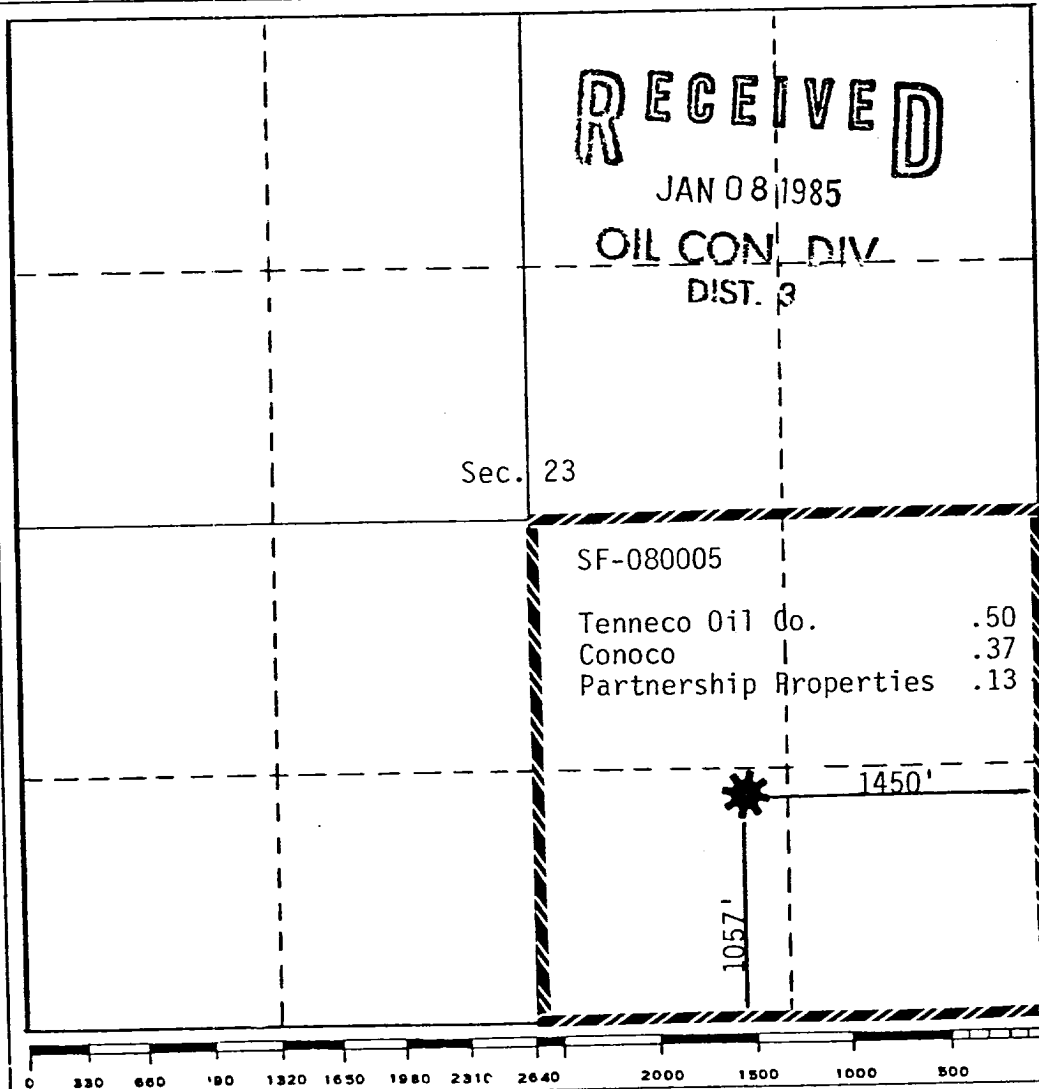 RECEIVED
JAN 08 1985
OIL CON. DIV.
DIST. 3
Sec. 23
SF-080005
Tenneco Oil Co. .50
Conoco .37
Partnership Properties .13
1450'
1057'
0 330 660 '90 1320 1650 1980 2310 2640 2000 1500 1000 500